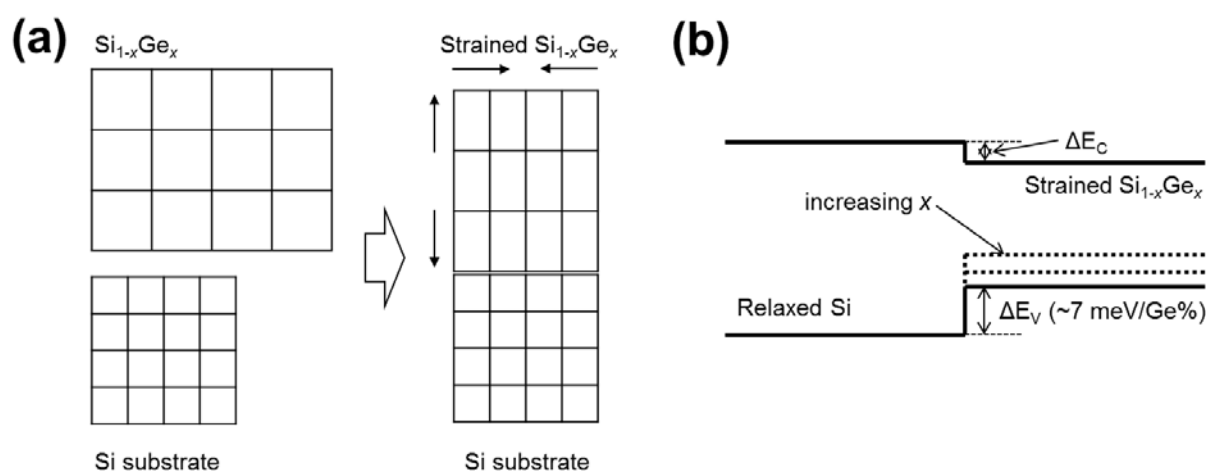 (a)
Si1-xGex
Strained Si1-xGex
Si substrate
Si substrate
(b)
ΔEC
Strained Si1-xGex
increasing x
Relaxed Si
ΔEV (~7 meV/Ge%)